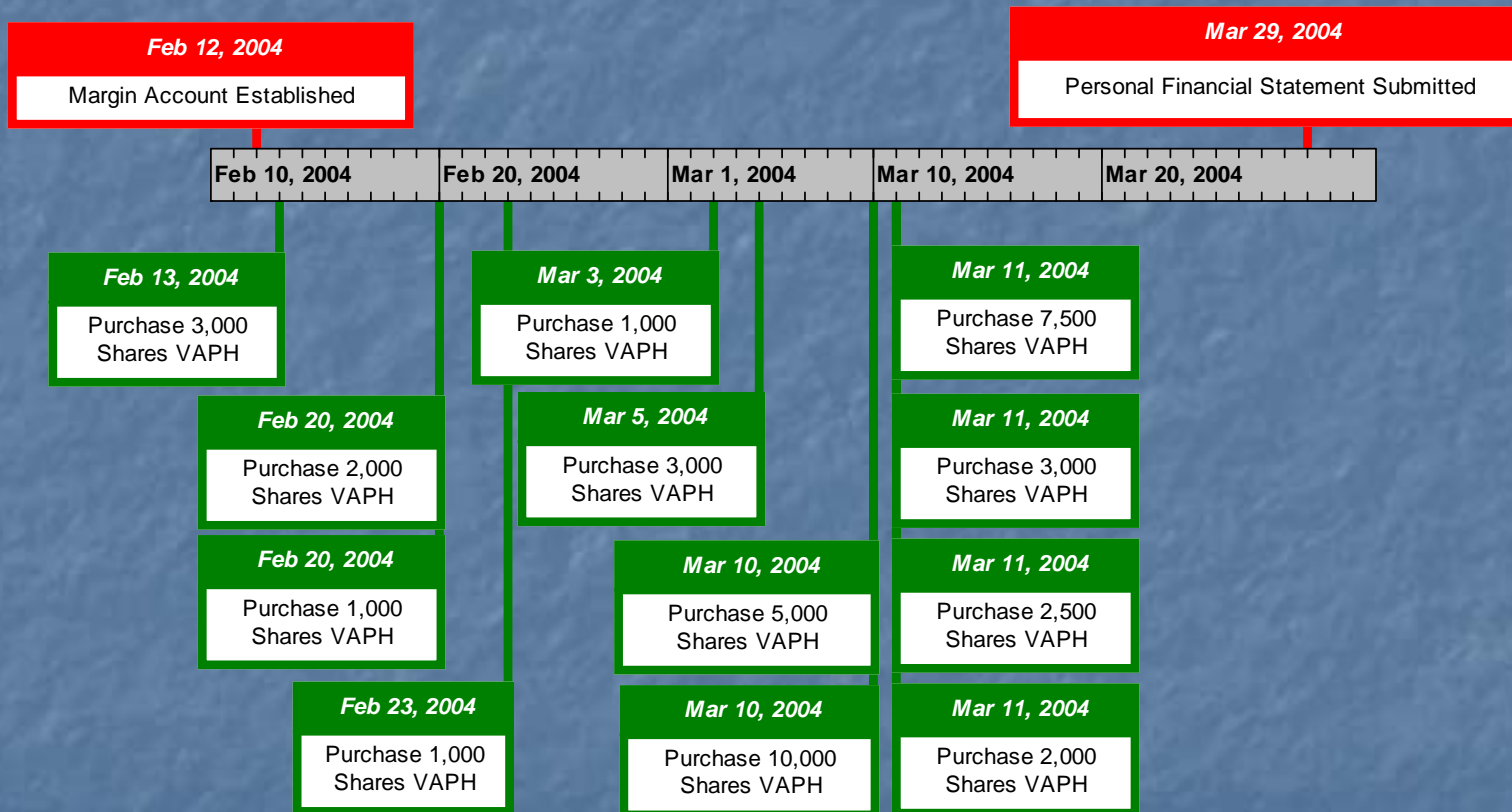 Feb 12, 2004
Margin Account Established
Mar 29, 2004
Personal Financial Statement Submitted
Feb 10, 2004
Feb 20, 2004
Mar 1, 2004
Mar 10, 2004
Mar 20, 2004
Feb 13, 2004
Purchase 3,000
Shares VAPH
Feb 20, 2004
Purchase 2,000
Shares VAPH
Feb 20, 2004
Purchase 1,000
Shares VAPH
Feb 23, 2004
Purchase 1,000
Shares VAPH
Mar 3, 2004
Purchase 1,000
Shares VAPH
Mar 5, 2004
Purchase 3,000
Shares VAPH
Mar 10, 2004
Purchase 5,000
Shares VAPH
Mar 10, 2004
Purchase 10,000
Shares VAPH
Mar 11, 2004
Purchase 7,500
Shares VAPH
Mar 11, 2004
Purchase 3,000
Shares VAPH
Mar 11, 2004
Purchase 2,500
Shares VAPH
Mar 11, 2004
Purchase 2,000
Shares VAPH